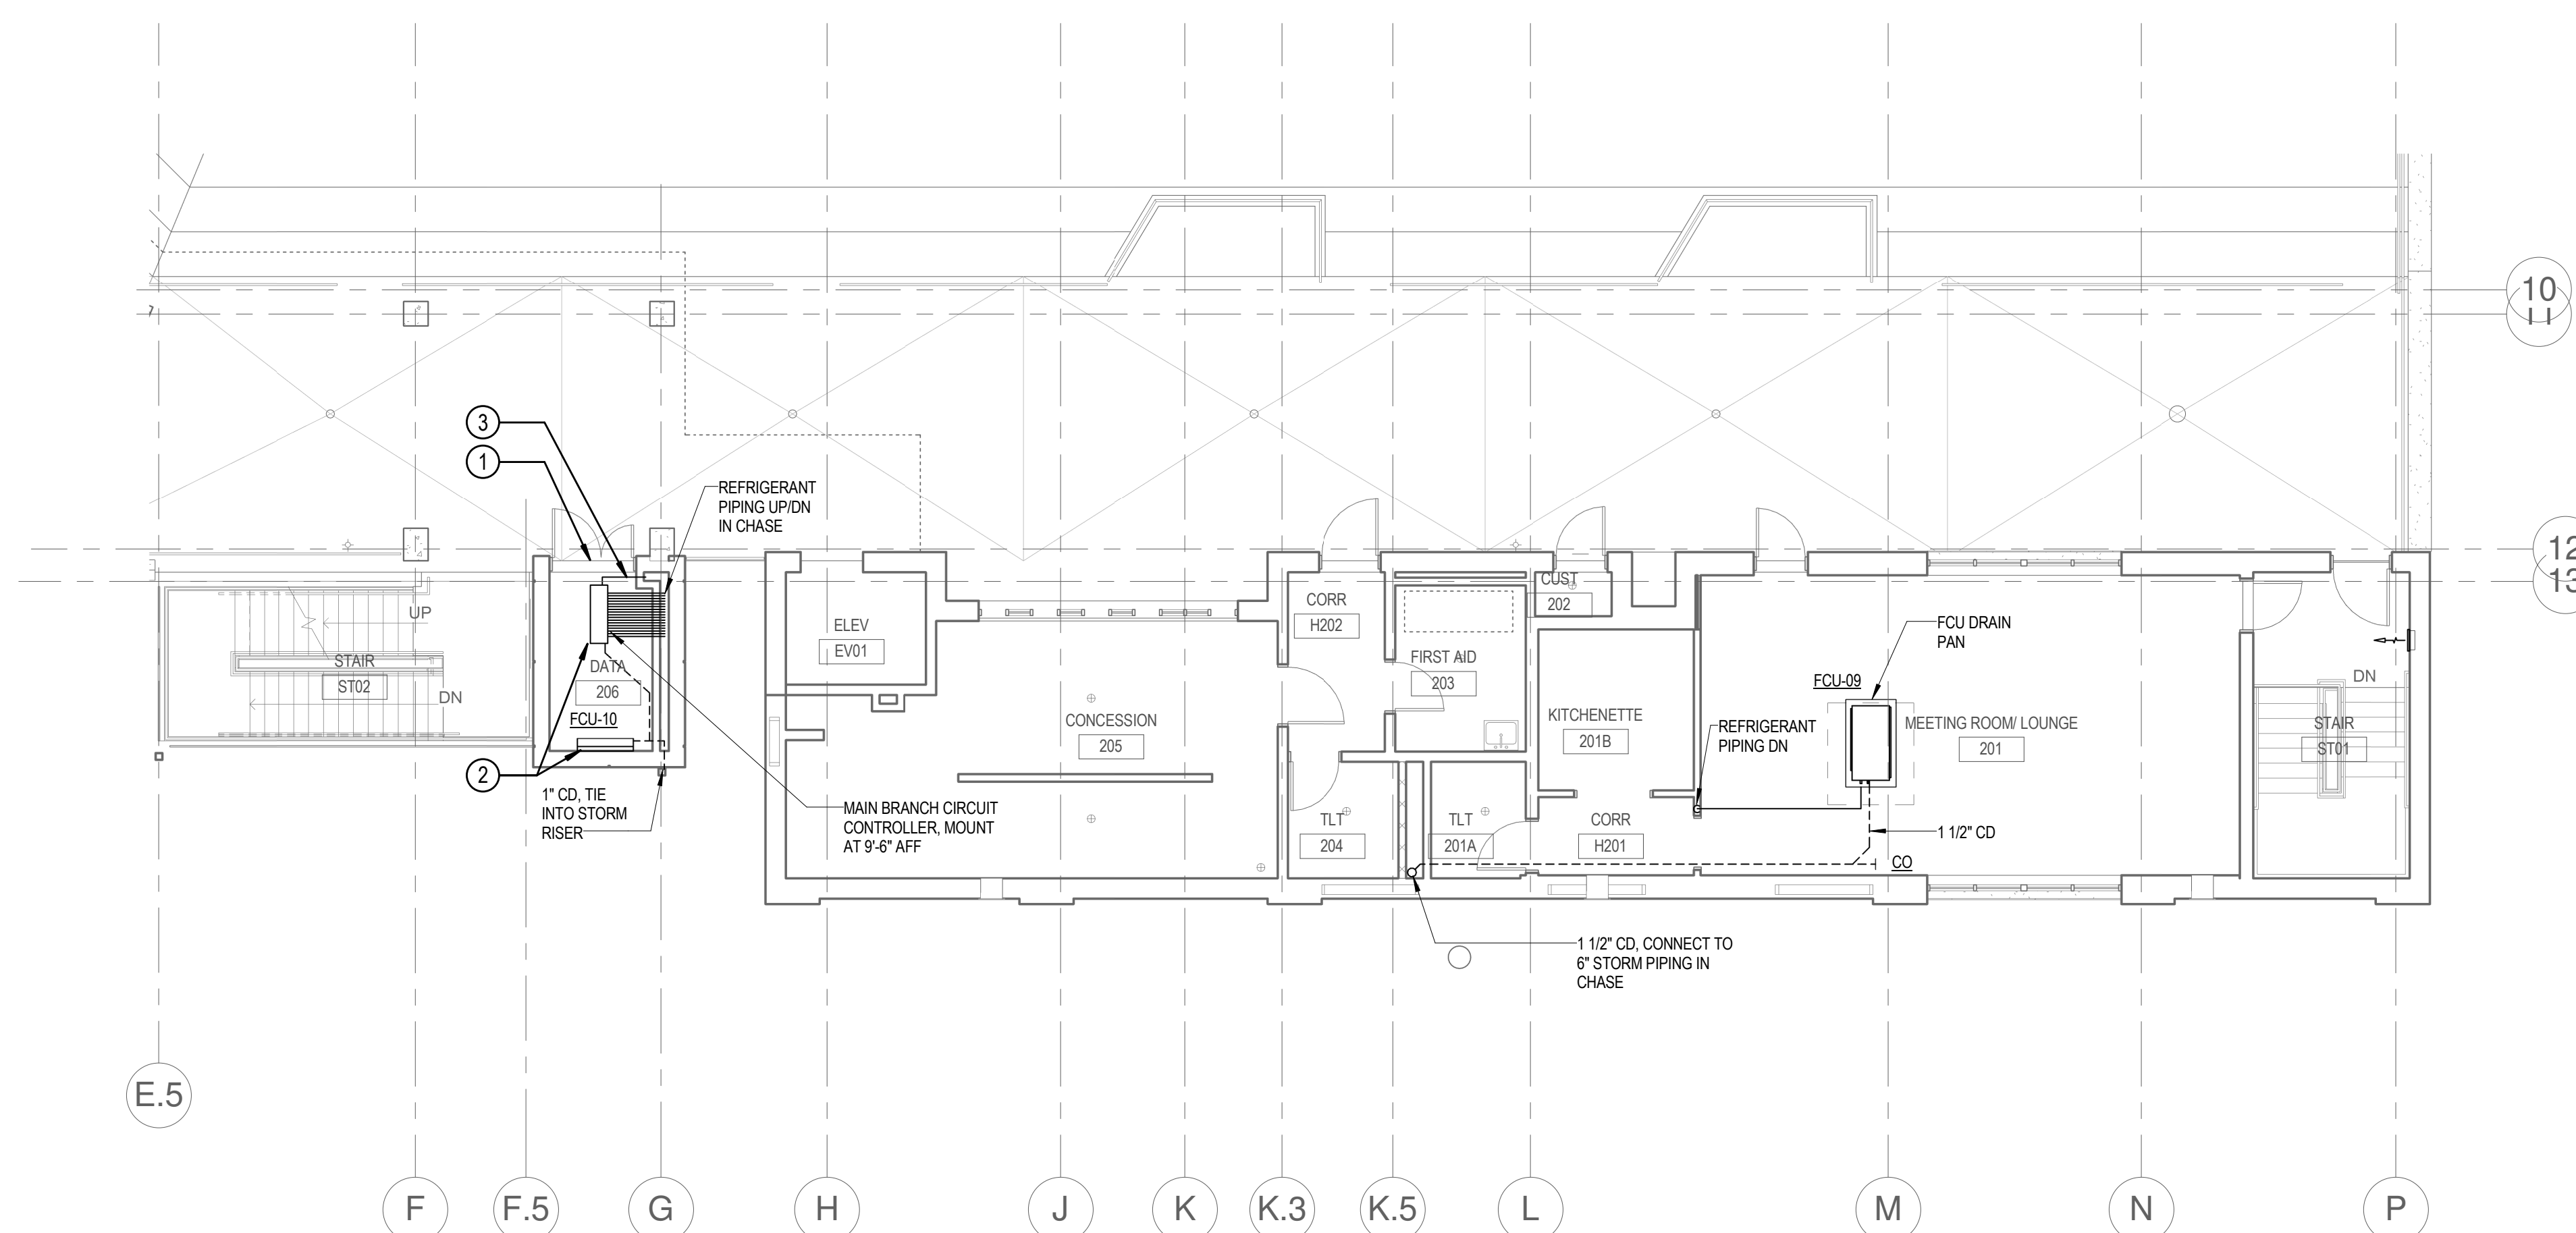 10
11
3
1
REFRIGERANT
PIPING UP/DN
IN CHASE
12
13
CUST
202
CORR
H202
UP
ELEV
EV01
FCU DRAIN
PAN
STAIR
ST02
DATA
206
FIRST AID
203
FCU-09
DN
DN
FCU-10
CONCESSION
205
KITCHENETTE
201B
REFRIGERANT
PIPING DN
MEETING ROOM/ LOUNGE
201
STAIR
ST01
2
1" CD, TIE
INTO STORM
RISER
MAIN BRANCH CIRCUIT
CONTROLLER, MOUNT
AT 9'-6" AFF
TLT
204
TLT
201A
CORR
H201
1 1/2" CD
CO
1 1/2" CD, CONNECT TO
6" STORM PIPING IN
CHASE
E.5
F
F.5
G
H
J
K
K.3
K.5
L
M
N
P